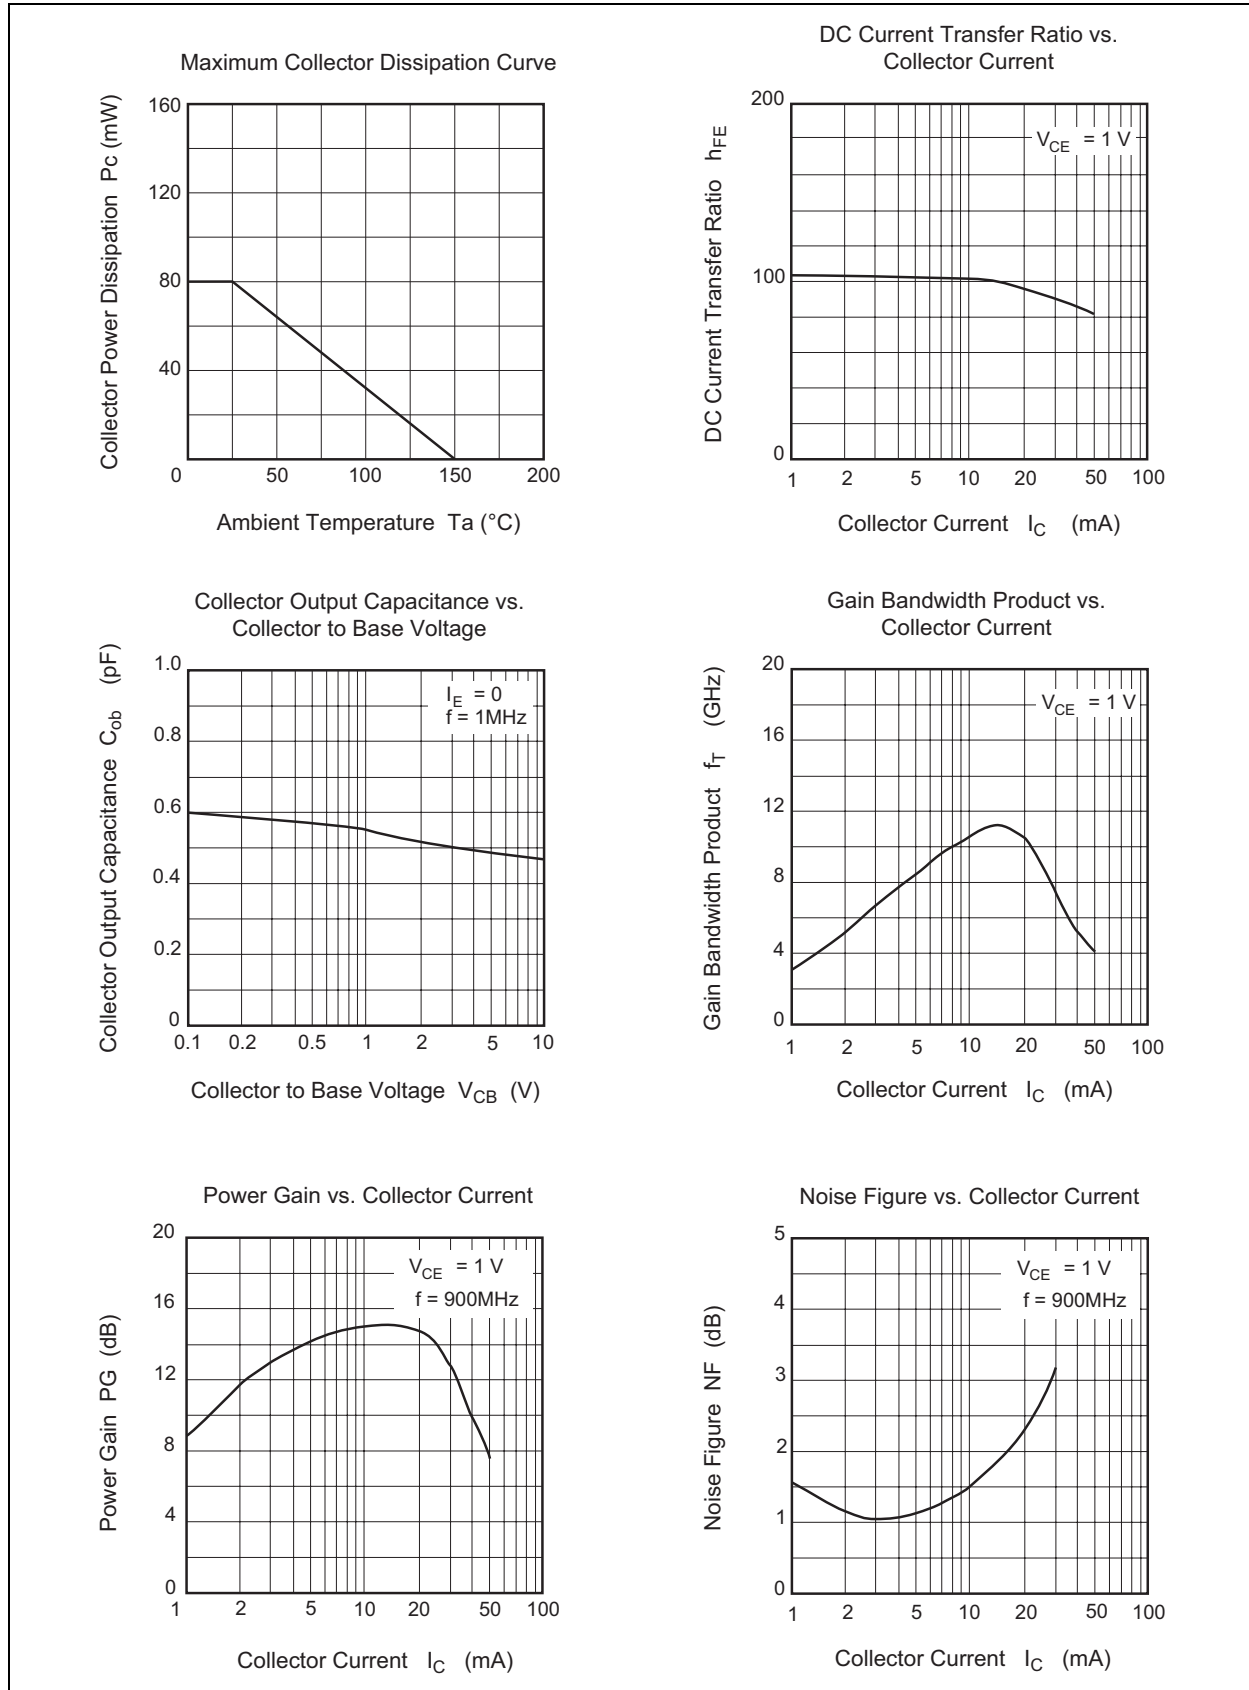 Maximum Collector Dissipation Curve
Collector Power Dissipation Pc (mW)
160
120
80
40
0
50
100
150
200
Ambient Temperature Ta (°C)
DC Current Transfer Ratio vs.
Collector Current
DC Current Transfer Ratio hFE
200
100
0
VCE = 1 V
1 2 5 10 20 50 100
Collector Current IC (mA)
Collector Output Capacitance vs.
Collector to Base Voltage
Collector Output Capacitance Cob (pF)
1.0
0.8
0.6
0.4
0.2
0
IE = 0
f = 1MHz
0.1 0.2 0.5 1 2 5 10
Collector to Base Voltage VCB (V)
Gain Bandwidth Product vs.
Collector Current
Gain Bandwidth Product fT (GHz)
20
16
12
8
4
0
VCE = 1 V
1 2 5 10 20 50 100
Collector Current IC (mA)
Power Gain vs. Collector Current
Power Gain PG (dB)
20
16
12
8
4
0
VCE = 1 V
f = 900MHz
1 2 5 10 20 50 100
Collector Current IC (mA)
Noise Figure vs. Collector Current
Noise Figure NF (dB)
5
4
3
2
1
0
VCE = 1 V
f = 900MHz
1 2 5 10 20 50 100
Collector Current IC (mA)